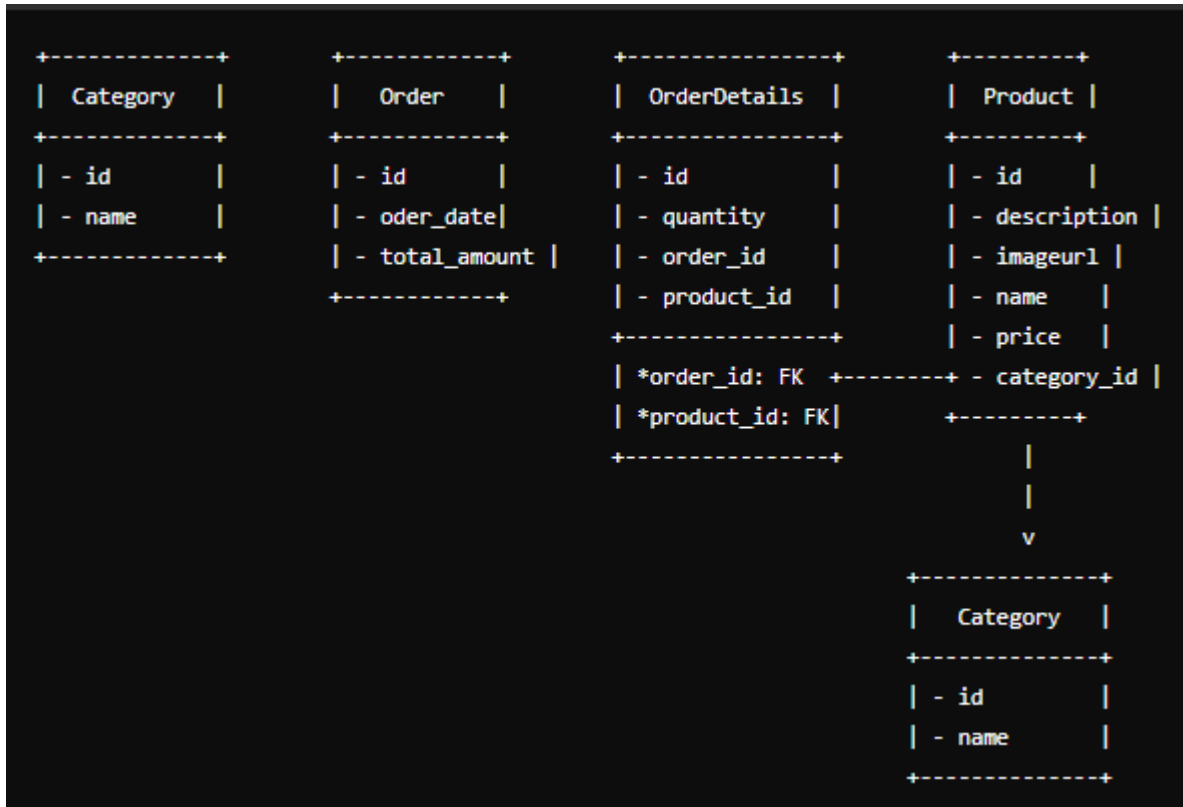 +-------------+       +------------+       +----------------+       +---------+
|  Category   |       |   Order    |       |  OrderDetails  |       |  Product |
+-------------+       +------------+       +----------------+       +---------+
| - id        |       | - id       |       | - id           |       | - id     |
| - name      |       | - oder_date|       | - quantity     |       | - description |
+-------------+       | - total_amount |   | - order_id     |       | - imageurl |
                      +------------+       | - product_id   |       | - name    |
                                           +----------------+       | - price   |
                                           | *order_id: FK  +--------+ - category_id |
                                           | *product_id: FK|       +---------+
                                           +----------------+             |
                                                                          |
                                                                          v
                                                                 +--------------+
                                                                 |   Category   |
                                                                 +--------------+
                                                                 | - id         |
                                                                 | - name       |
                                                                 +--------------+